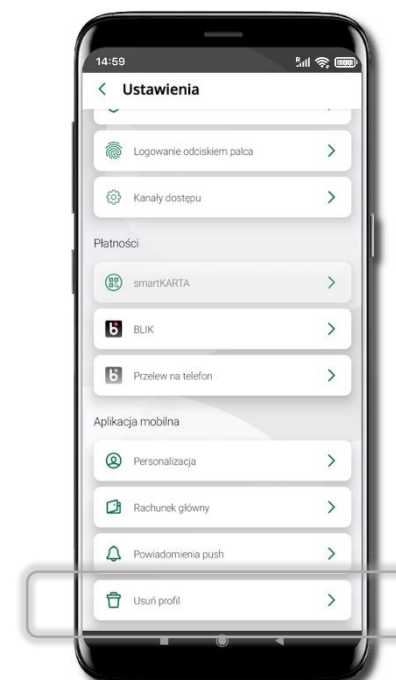 14:59
Ustawienia
Logowanie odciskiem palca
Kanały dostępu
Płatności
smartKARTA
BLIK
Przelew na telefon
Aplikacja mobilna
Personalizacja
Rachunek główny
Powiadomienia push
Usuń profil